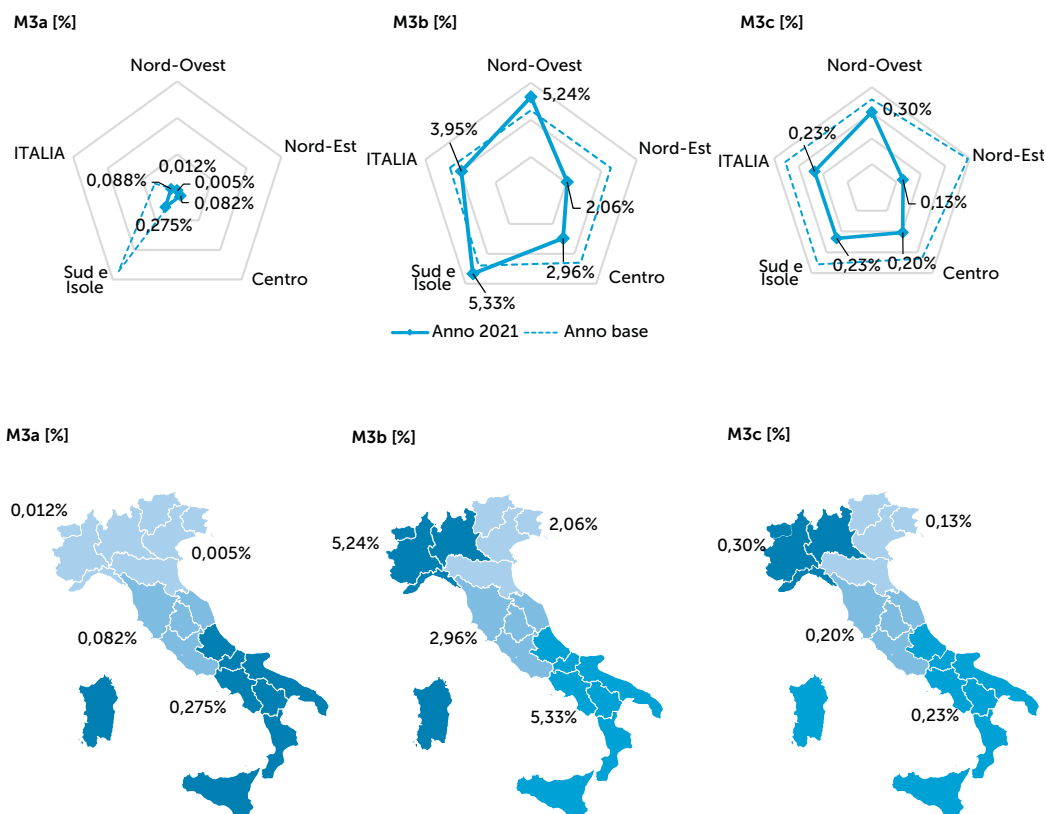 M3a [%]
M3b [%]
M3c [%]
Nord-Ovest
ITALIA
Nord-Est
0,012%
0,088%
0,005%
0,082%
0,275%
Sud e
Isole
Centro
Nord-Ovest
5,24%
3,95%
ITALIA
Nord-Est
2,06%
Sud e
Isole
2,96%
Centro
5,33%
Nord-Ovest
0,30%
0,23%
ITALIA
Nord-Est
0,13%
Sud e
Isole
0,23%
0,20%
Centro
Anno 2021
Anno base
M3a [%]
M3b [%]
M3c [%]
0,012%
0,005%
0,082%
0,275%
5,24%
2,06%
2,96%
5,33%
0,30%
0,13%
0,20%
0,23%